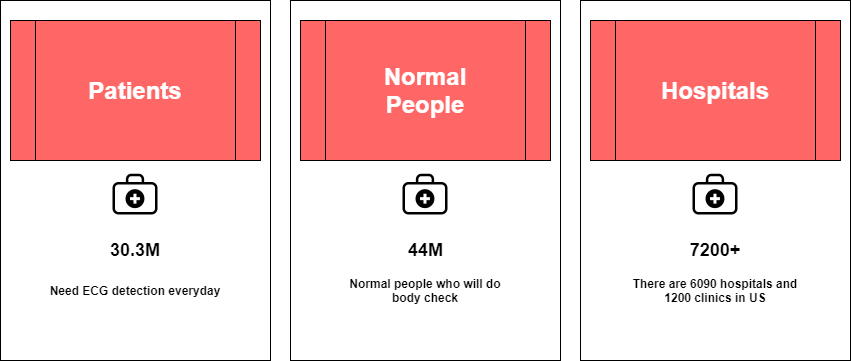 Patients
30.3M
Need ECG detection everyday
Normal
People
44M
Normal people who will do
body check
Hospitals
7200+
There are 6090 hospitals and
1200 clinics in US